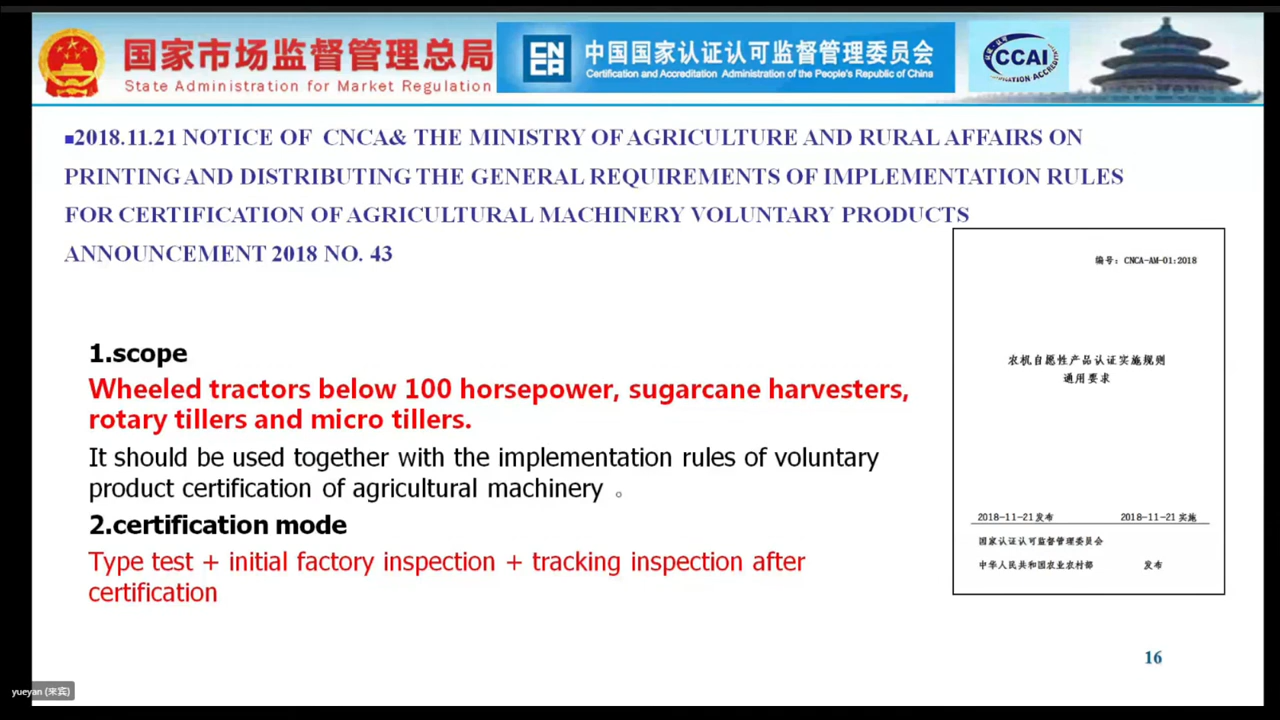 国家市场监督管理总局
State Administration for Market Regulation
CN
CA
中国国家认证认可监督管理委员会
Certification and Accreditation Administration of the People's Republic of China
CCAI
2018.11.21 NOTICE OF CNCA& THE MINISTRY OF AGRICULTURE AND RURAL AFFAIRS ON
PRINTING AND DISTRIBUTING THE GENERAL REQUIREMENTS OF IMPLEMENTATION RULES
FOR CERTIFICATION OF AGRICULTURAL MACHINERY VOLUNTARY PRODUCTS
ANNOUNCEMENT 2018 NO. 43
1.scope
Wheeled tractors below 100 horsepower, sugarcane harvesters,
rotary tillers and micro tillers.
It should be used together with the implementation rules of voluntary
product certification of agricultural machinery 。
2.certification mode
Type test + initial factory inspection + tracking inspection after
certification
编号：CNCA-AM-01:2018
农机自愿性产品认证实施规则
通用要求
2018-11-21发布 2018-11-21实施
国家认证认可监督管理委员会
中华人民共和国农业农村部 发布
16
yueyan (来宾)